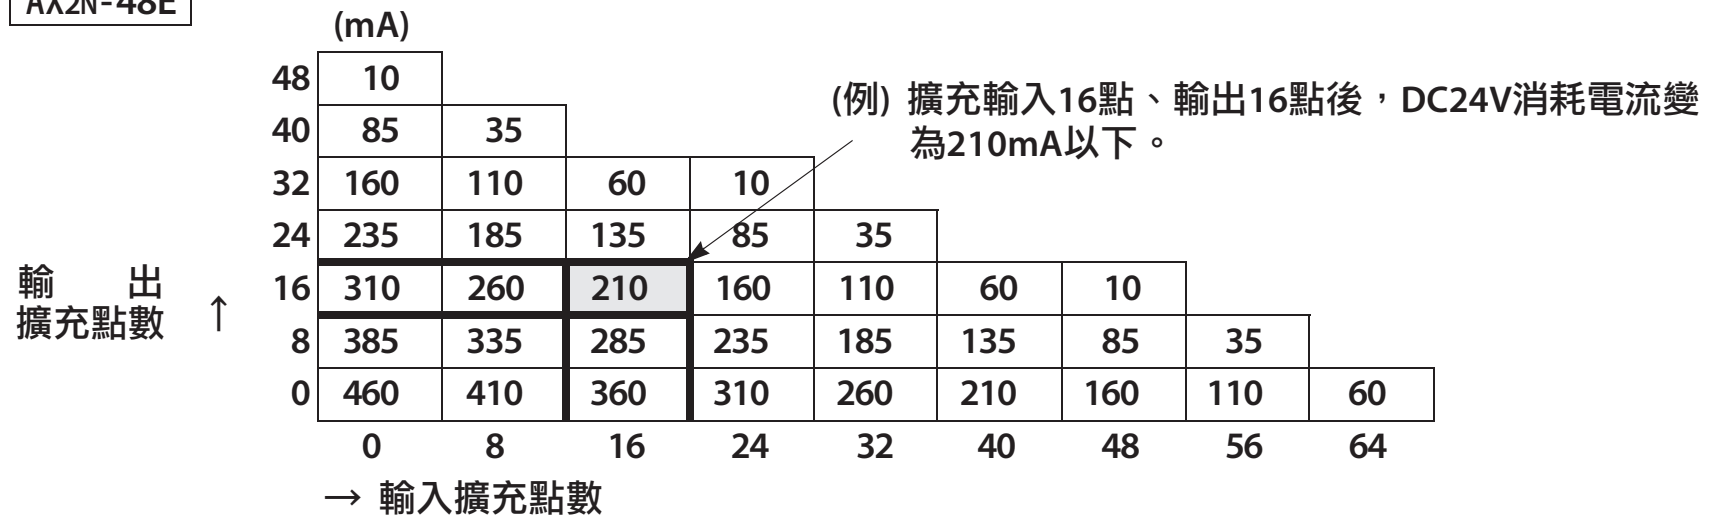 AX2N-48E
(mA)
48 10
(例) 擴充輸入16點、輸出16點後，DC24V消耗電流變
為210mA以下。
40 85 35
32 160 110 60 10
24 235 185 135 85 35
輸 出
擴充點數 ↑
16 310 260 210 160 110 60 10
8 385 335 285 235 185 135 85 35
0 460 410 360 310 260 210 160 110 60
0 8 16 24 32 40 48 56 64
→ 輸入擴充點數